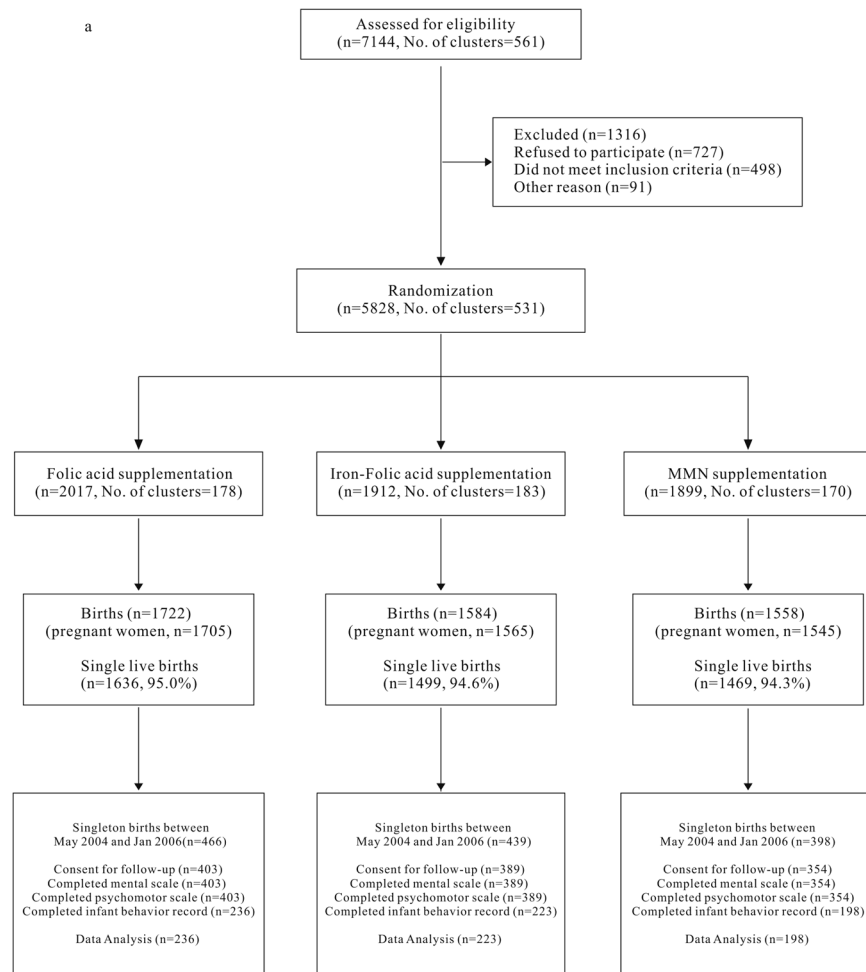 a
Assessed for eligibility
(n=7144, No. of clusters=561)
Excluded (n=1316)
Refused to participate (n=727)
Did not meet inclusion criteria (n=498)
Other reason (n=91)
Randomization
(n=5828, No. of clusters=531)
Folic acid supplementation
(n=2017, No. of clusters=178)
Iron-Folic acid supplementation
(n=1912, No. of clusters=183)
MMN supplementation
(n=1899, No. of clusters=170)
Births (n=1722)
(pregnant women, n=1705)
Single live births
(n=1636, 95.0%)
Births (n=1584)
(pregnant women, n=1565)
Single live births
(n=1499, 94.6%)
Births (n=1558)
(pregnant women, n=1545)
Single live births
(n=1469, 94.3%)
Singleton births between
May 2004 and Jan 2006(n=466)
Consent for follow-up (n=403)
Completed mental scale (n=403)
Completed psychomotor scale (n=403)
Completed infant behavior record (n=236)
Data Analysis (n=236)
Singleton births between
May 2004 and Jan 2006 (n=439)
Consent for follow-up (n=389)
Completed mental scale (n=389)
Completed psychomotor scale (n=389)
Completed infant behavior record (n=223)
Data Analysis (n=223)
Singleton births between
May 2004 and Jan 2006 (n=398)
Consent for follow-up (n=354)
Completed mental scale (n=354)
Completed psychomotor scale (n=354)
Completed infant behavior record (n=198)
Data Analysis (n=198)